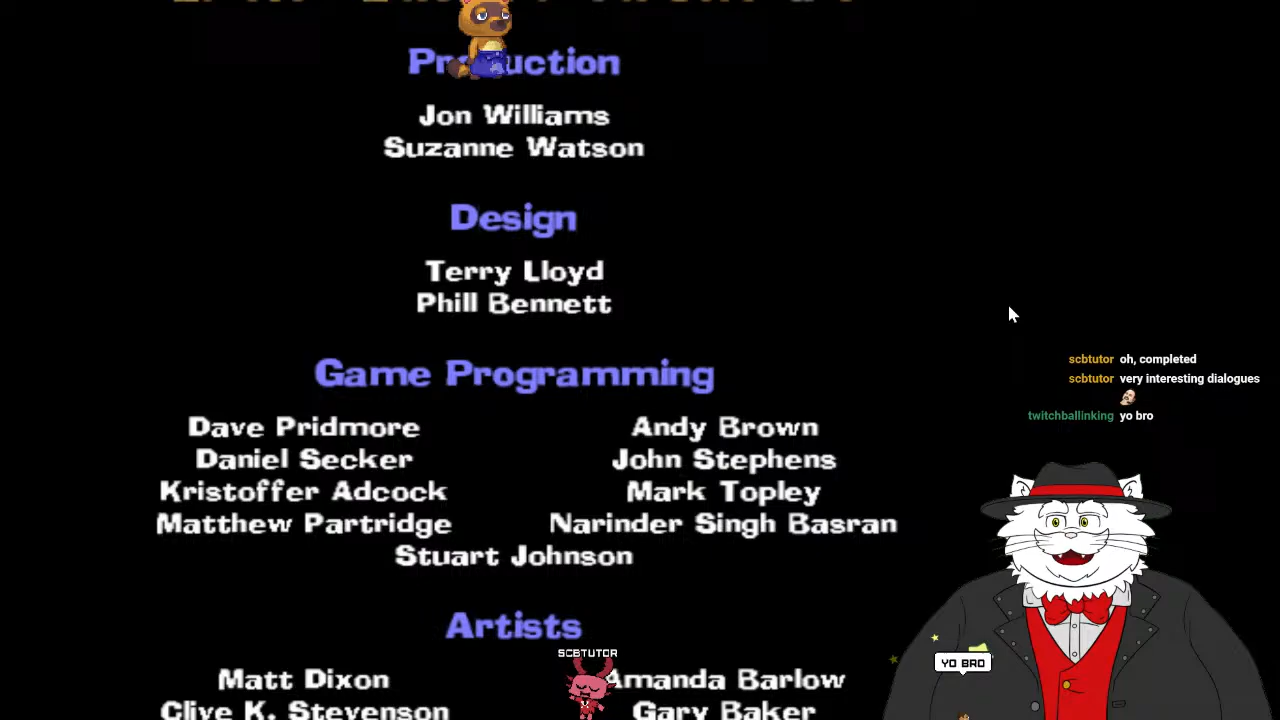 Production
Jon Williams
Suzanne Watson
Design
Terry Lloyd
Phill Bennett
Game Programming
Dave Pridmore
Andy Brown
Daniel Secker
John Stephens
Kristoffer Adcock
Mark Topley
Matthew Partridge
Narinder Singh Basran
Stuart Johnson
Artists
Matt Dixon
Amanda Barlow
Clive K. Stevenson
Gary Baker
scbtutor oh, completed
scbtutor very interesting dialogues
twitchballinking yo bro
YO BRO
SCBTUTOR